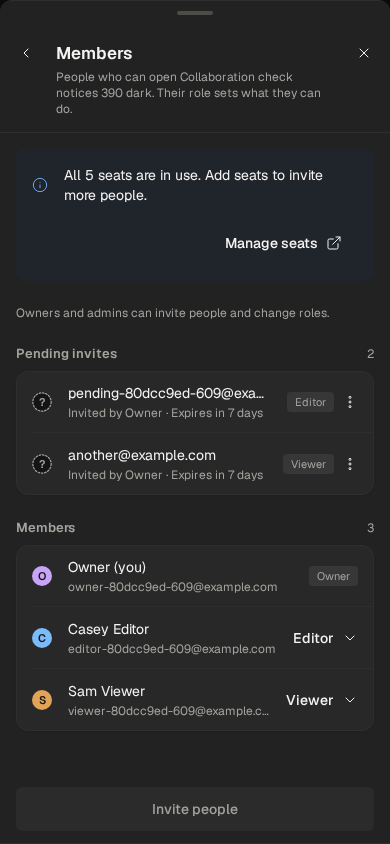 Members
People who can open Collaboration check
notices 390 dark. Their role sets what they can
do.
All 5 seats are in use. Add seats to invite
more people.
Manage seats
Owners and admins can invite people and change roles.
Pending invites 2
? pending-80dcc9ed-609@exa... Editor
Invited by Owner · Expires in 7 days
? another@example.com Viewer
Invited by Owner · Expires in 7 days
Members 3
O Owner (you) Owner
owner-80dcc9ed-609@example.com
C Casey Editor Editor
editor-80dcc9ed-609@example.com
S Sam Viewer Viewer
viewer-80dcc9ed-609@example.c...
Invite people